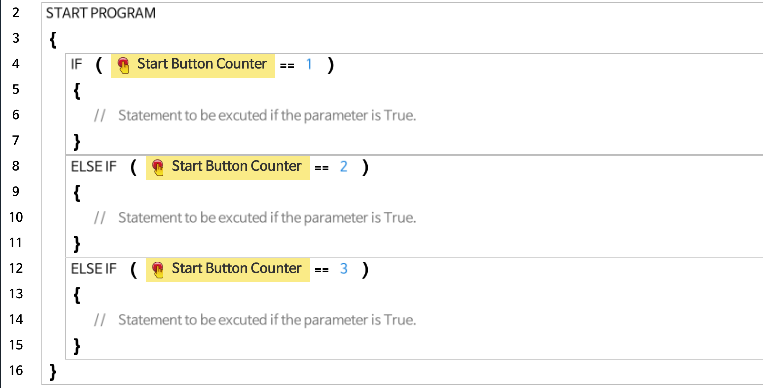 2 START PROGRAM
3 {
4 IF ( Start Button Counter == 1 )
5 {
6 // Statement to be excuted if the parameter is True.
7 }
8 ELSE IF ( Start Button Counter == 2 )
9 {
10 // Statement to be excuted if the parameter is True.
11 }
12 ELSE IF ( Start Button Counter == 3 )
13 {
14 // Statement to be excuted if the parameter is True.
15 }
16 }